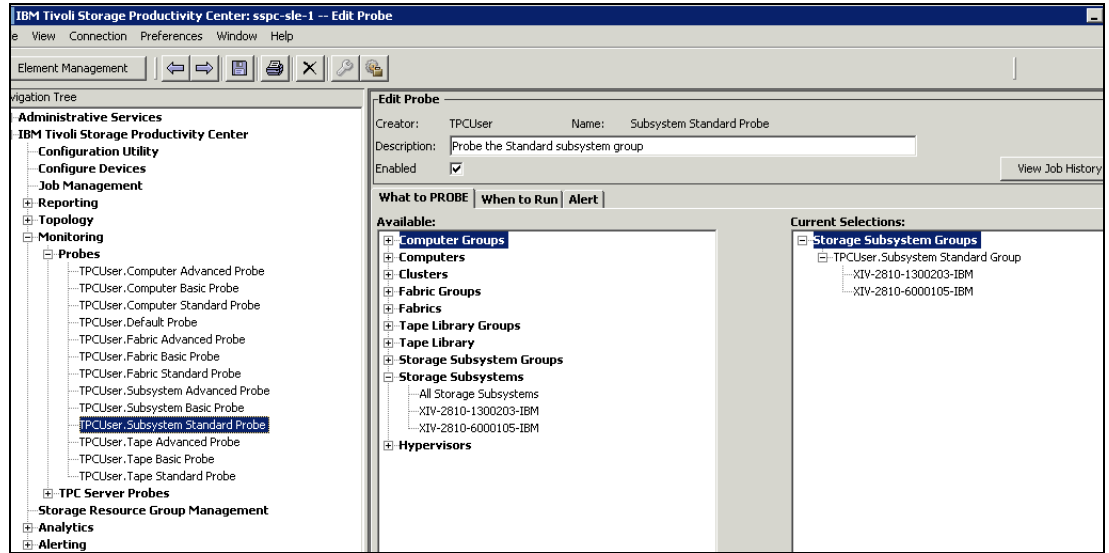 IBM Tivoli Storage Productivity Center: sspc-sle-1 -- Edit Probe
e View Connection Preferences Window Help
Element Management
vigation Tree
Administrative Services
IBM Tivoli Storage Productivity Center
Configuration Utility
Configure Devices
Job Management
Reporting
Topology
Monitoring
Probes
TPCUser.Computer Advanced Probe
TPCUser.Computer Basic Probe
TPCUser.Computer Standard Probe
TPCUser.Default Probe
TPCUser.Fabric Advanced Probe
TPCUser.Fabric Basic Probe
TPCUser.Fabric Standard Probe
TPCUser.Subsystem Advanced Probe
TPCUser.Subsystem Basic Probe
TPCUser.Subsystem Standard Probe
TPCUser.Tape Advanced Probe
TPCUser.Tape Basic Probe
TPCUser.Tape Standard Probe
TPC Server Probes
Storage Resource Group Management
Analytics
Alerting
Edit Probe
Creator: TPCUser Name: Subsystem Standard Probe
Description: Probe the Standard subsystem group
Enabled
View Job History
What to PROBE When to Run Alert
Available:
Computer Groups
Computers
Clusters
Fabric Groups
Fabrics
Tape Library Groups
Tape Library
Storage Subsystem Groups
Storage Subsystems
All Storage Subsystems
XIV-2810-1300203-IBM
XIV-2810-6000105-IBM
Hypervisors
Current Selections:
Storage Subsystem Groups
TPCUser.Subsystem Standard Group
XIV-2810-1300203-IBM
XIV-2810-6000105-IBM